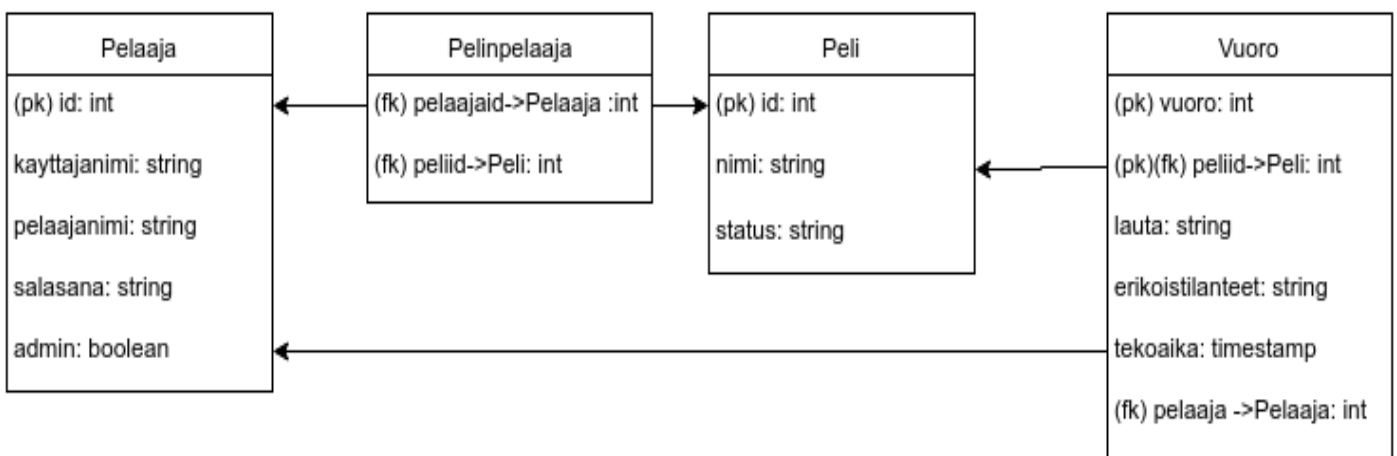 Pelaaja
(pk) id: int
kayttajanimi: string
pelaajanimi: string
salasana: string
admin: boolean
Pelinpelaaja
(fk) pelaajaid->Pelaaja :int
(fk) peliid->Peli: int
Peli
(pk) id: int
nimi: string
status: string
Vuoro
(pk) vuoro: int
(pk)(fk) peliid->Peli: int
lauta: string
erikoistilanteet: string
tekoaika: timestamp
(fk) pelaaja ->Pelaaja: int